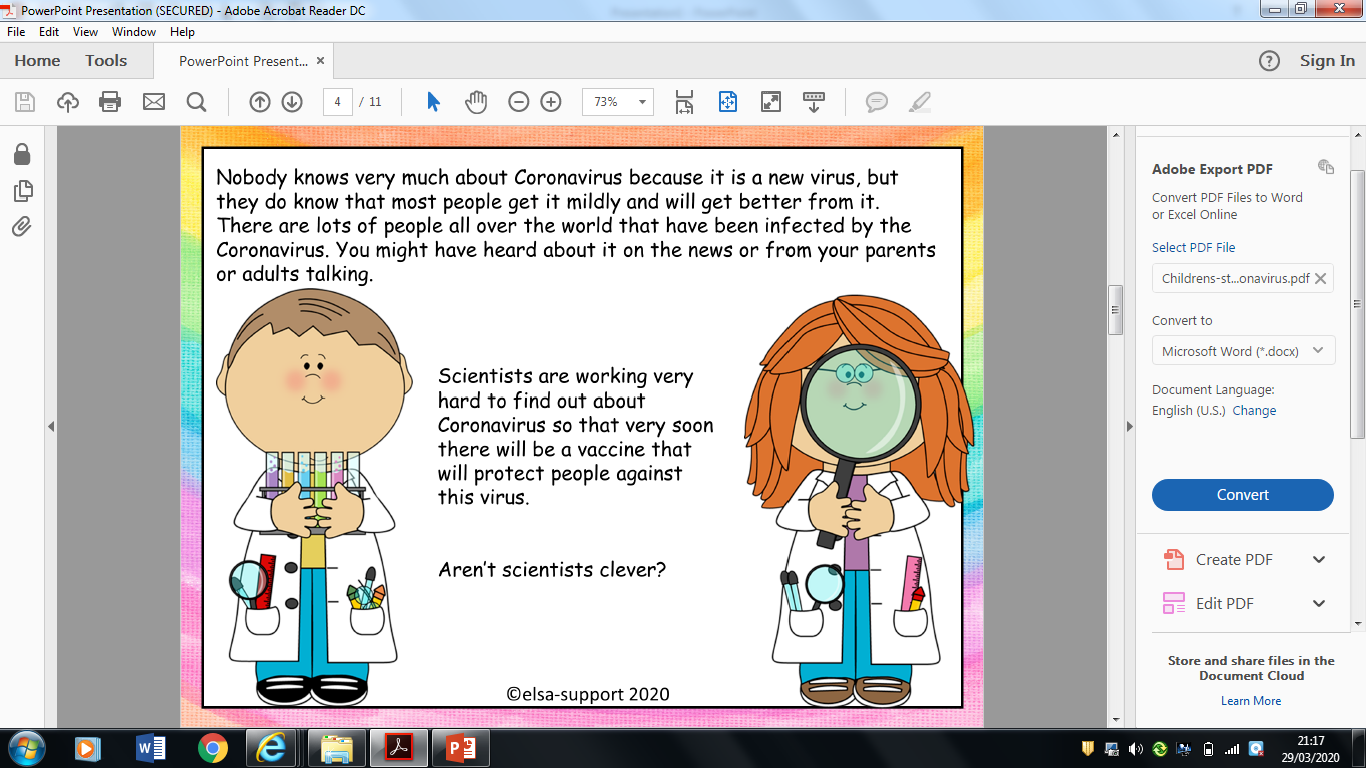 PowerPoint Presentation (SECURED) - Adobe Acrobat Reader DC
File Edit View Window Help
Home Tools PowerPoint Present... × Sign In
4 / 11 73%
Nobody knows very much about Coronavirus because it is a new virus, but
they do know that most people get it mildly and will get better from it.
There are lots of people all over the world that have been infected by the
Coronavirus. You might have heard about it on the news or from your parents
or adults talking.
Scientists are working very
hard to find out about
Coronavirus so that very soon
there will be a vaccine that
will protect people against
this virus.
Aren't scientists clever?
©elsa-support 2020
Adobe Export PDF
Convert PDF Files to Word
or Excel Online
Select PDF File
Childrens-st...onavirus.pdf
Convert to
Microsoft Word (*.docx)
Document Language:
English (U.S.) Change
Convert
Create PDF
Edit PDF
Store and share files in the
Document Cloud
Learn More
21:17
29/03/2020